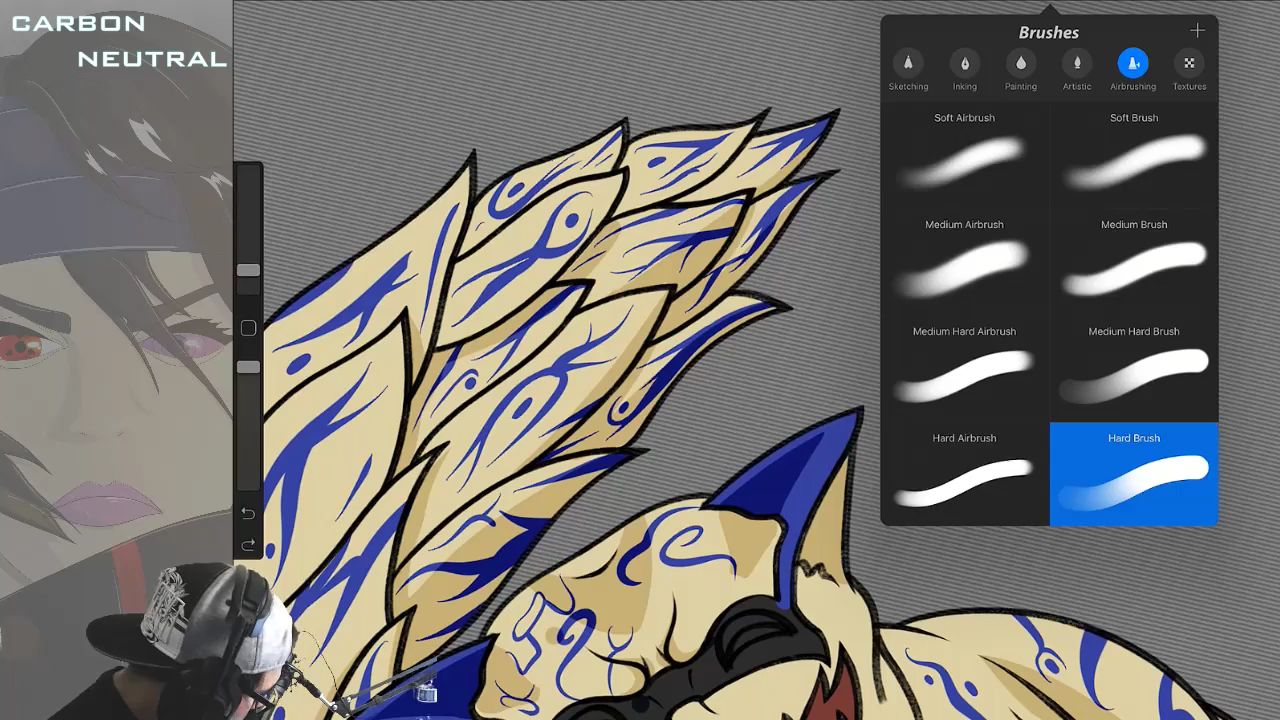 CARBON
NEUTRAL
Brushes
Sketching
Inking
Painting
Artistic
Airbrushing
Textures
Soft Airbrush
Soft Brush
Medium Airbrush
Medium Brush
Medium Hard Airbrush
Medium Hard Brush
Hard Airbrush
Hard Brush